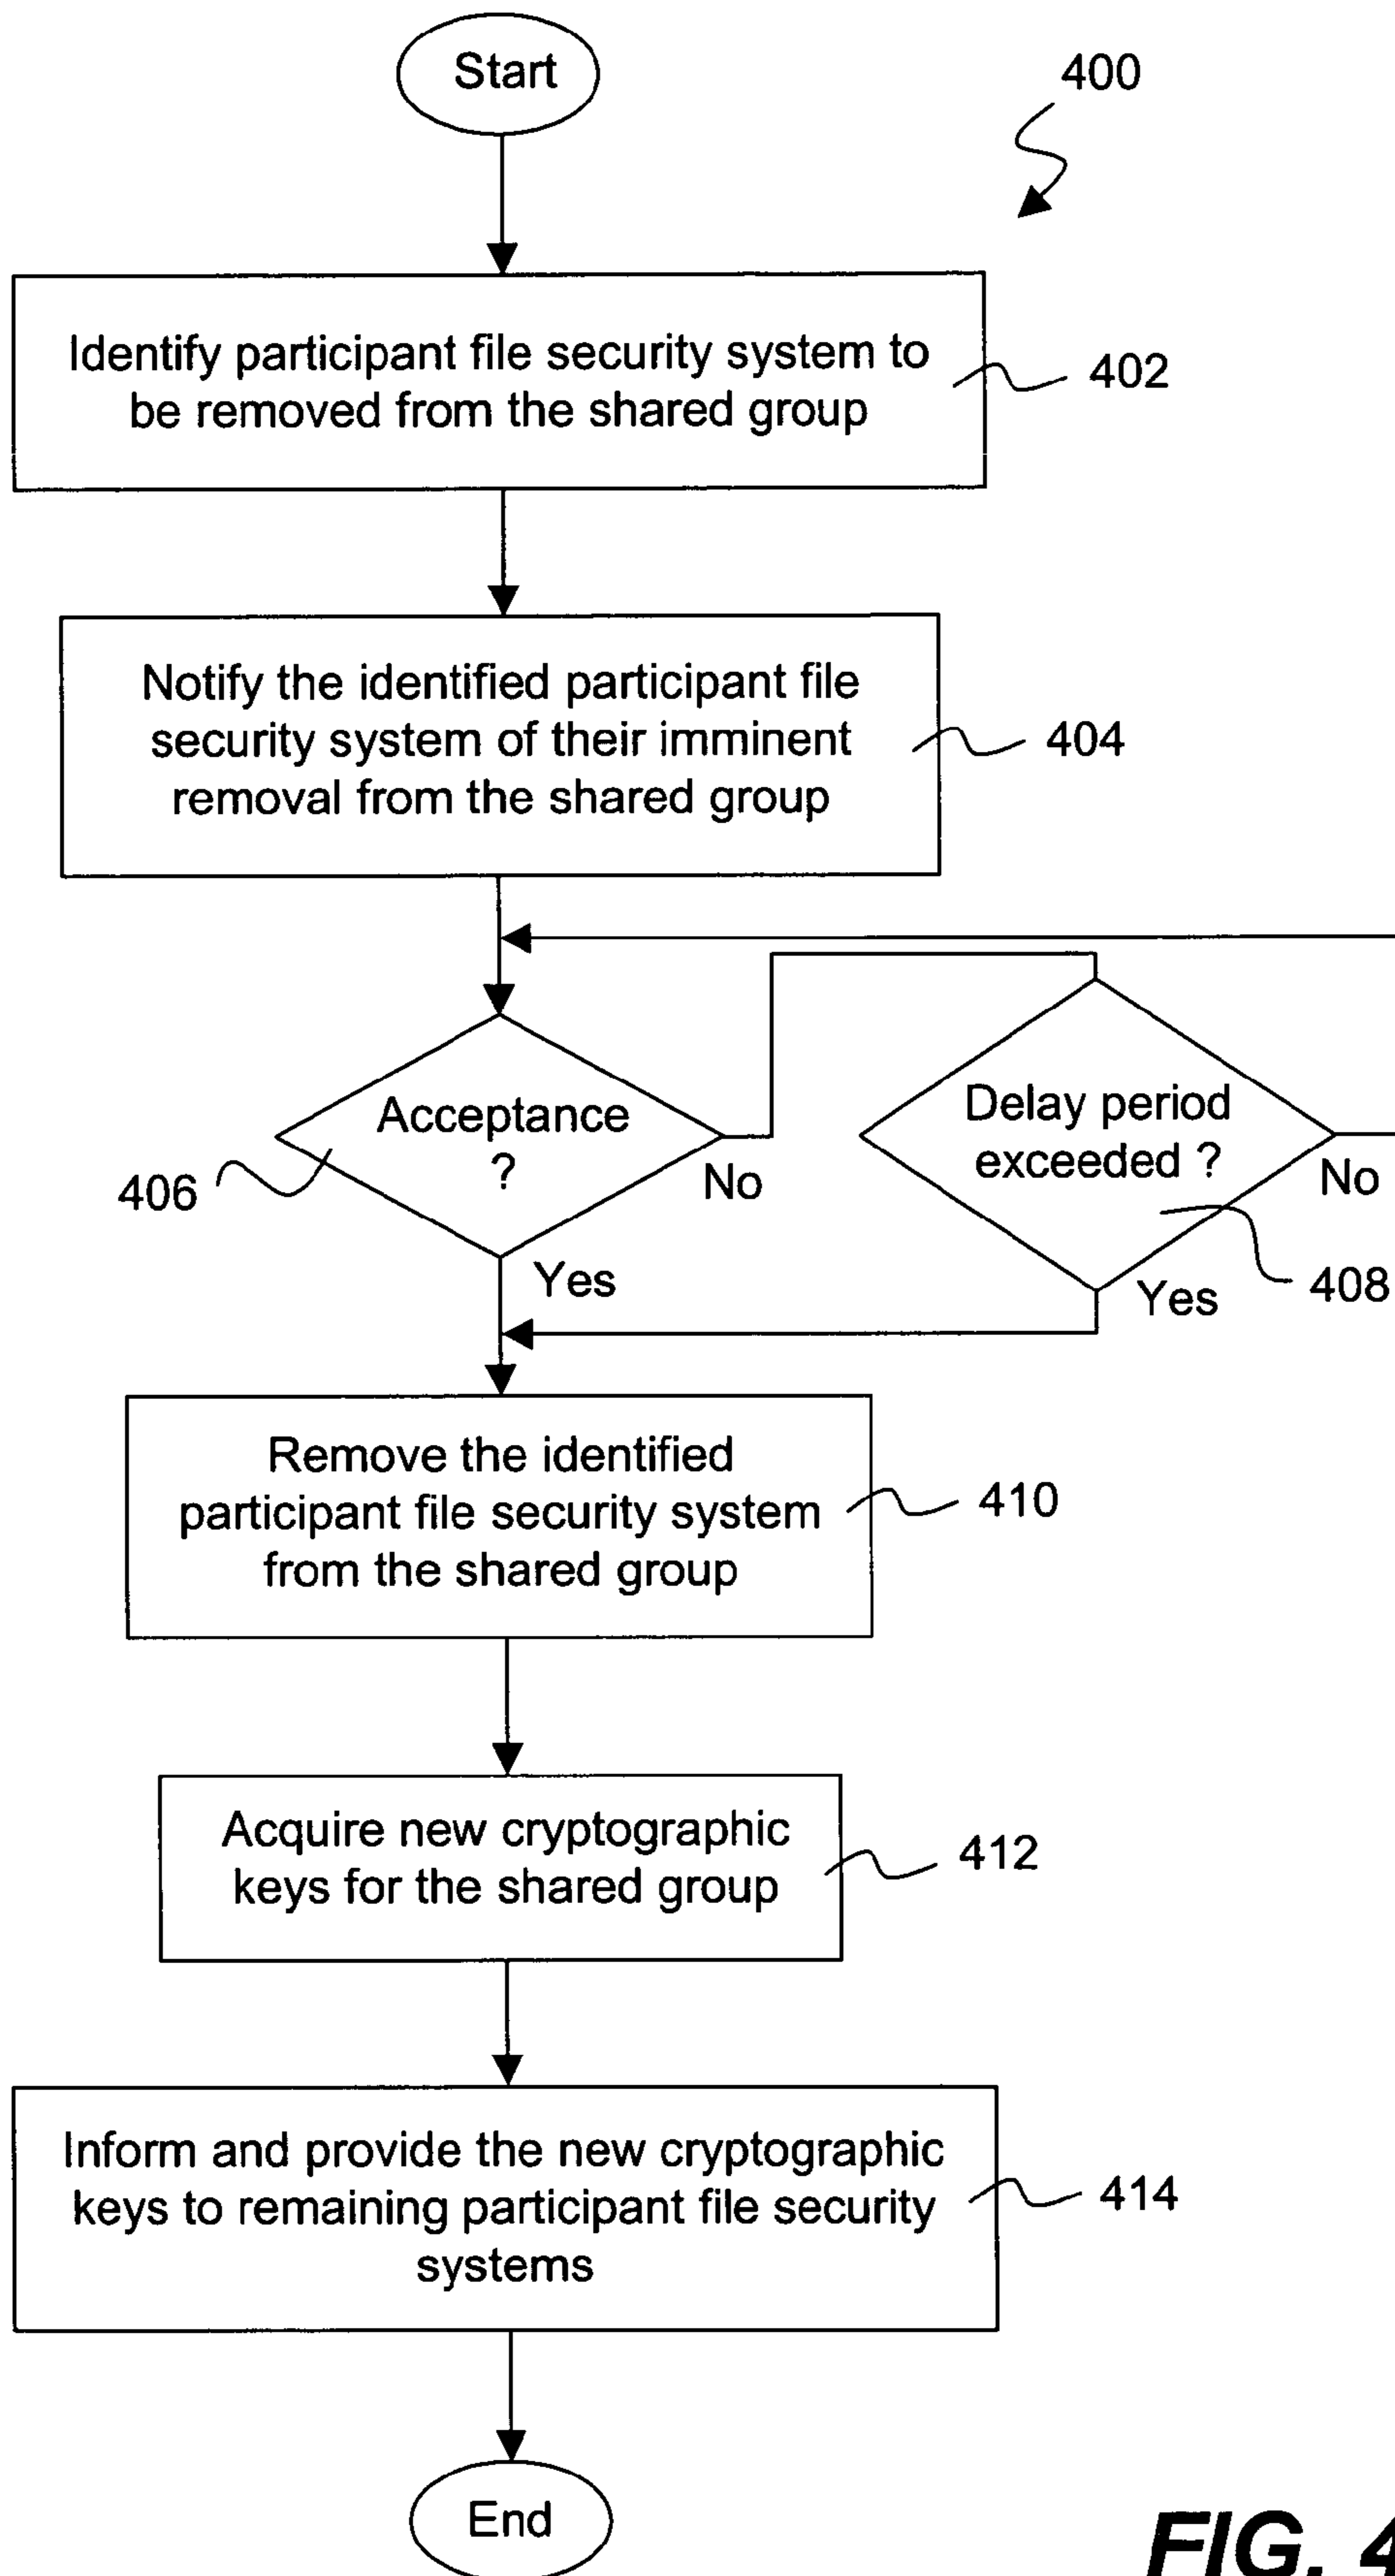 Start
400
Identify participant file security system to
be removed from the shared group
402
Notify the identified participant file
security system of their imminent
removal from the shared group
404
Acceptance
?
406
No
Yes
Delay period
exceeded ?
No
408
Yes
Remove the identified
participant file security system
from the shared group
410
Acquire new cryptographic
keys for the shared group
412
Inform and provide the new cryptographic
keys to remaining participant file security
systems
414
End
FIG. 4